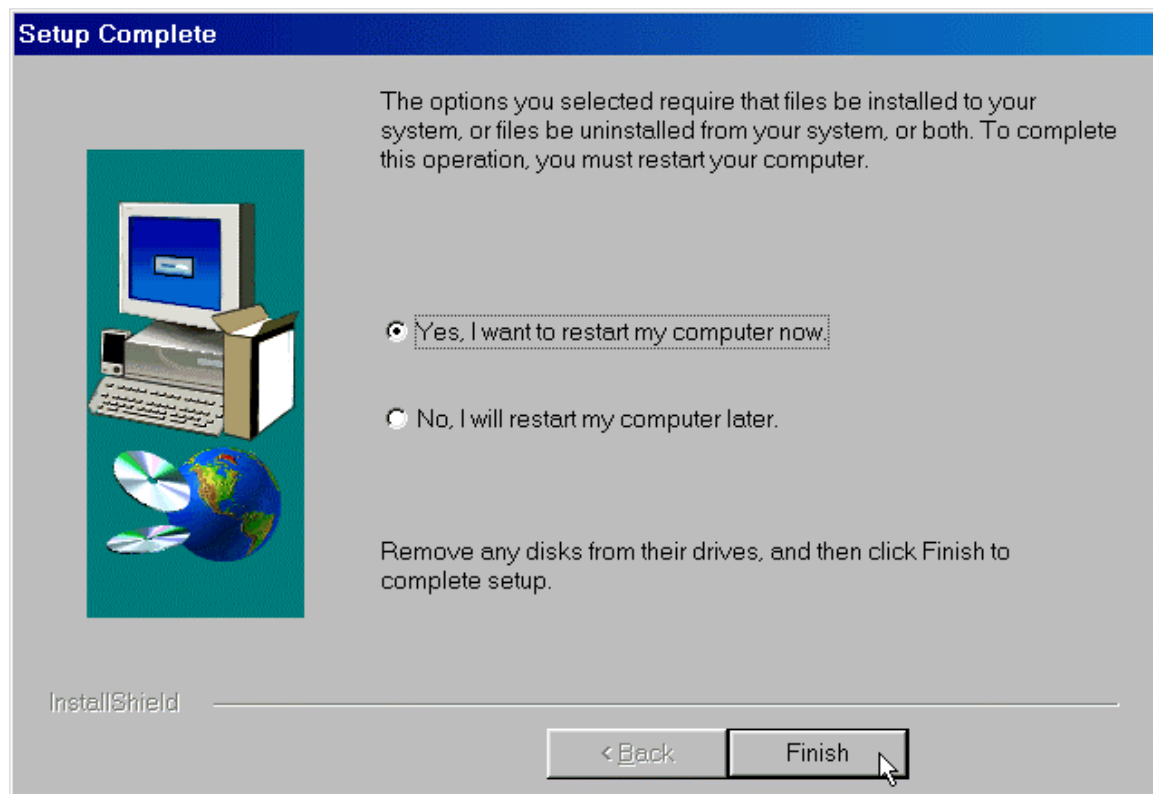 Setup Complete
The options you selected require that files be installed to your
system, or files be uninstalled from your system, or both. To complete
this operation, you must restart your computer.
Yes, I want to restart my computer now.
No, I will restart my computer later.
Remove any disks from their drives, and then click Finish to
complete setup.
InstallShield
< Back
Finish